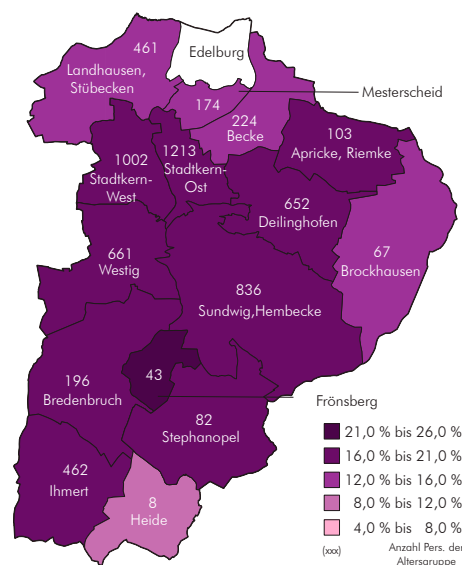 461
Landhausen,
Stübecken
Edelburg
174
Mesterscheid
224
Becke
103
Apricke, Riemke
1002
Stadtkern-
West
1213
Stadtkern-
Ost
652
Deilinghofen
67
Brockhausen
661
Westig
836
Sundwig,Hembecke
43
Frönsberg
196
Bredenbruch
82
Stephanopel
462
Ihmert
8
Heide
21,0 % bis 26,0 %
16,0 % bis 21,0 %
12,0 % bis 16,0 %
8,0 % bis 12,0 %
4,0 % bis 8,0 %
(xxx) Anzahl Pers. der
Altersgruppe